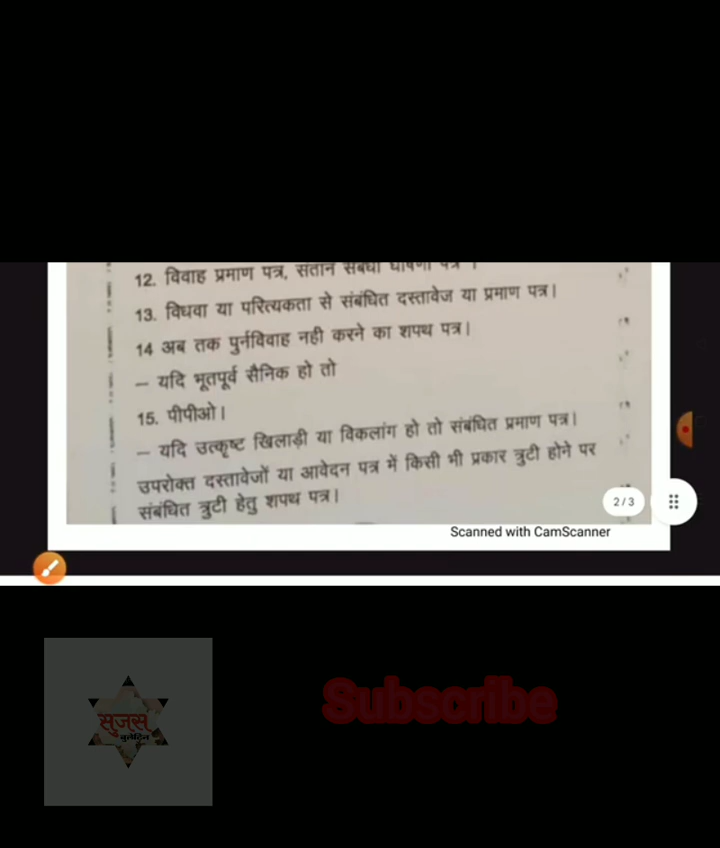 12. विवाह प्रमाण पत्र, संतान संबंधी घोषणा पत्र ।
13. विधवा या परित्यकता से संबंधित दस्तावेज या प्रमाण पत्र।
14 अब तक पुर्नविवाह नही करने का शपथ पत्र।
– यदि भूतपूर्व सैनिक हो तो
15. पीपीओ।
– यदि उत्कृष्ट खिलाड़ी या विकलांग हो तो संबंधित प्रमाण पत्र।
उपरोक्त दस्तावेजों या आवेदन पत्र में किसी भी प्रकार त्रुटी होने पर
संबंधित त्रुटी हेतु शपथ पत्र।
2/3
Scanned with CamScanner
Subscribe
सुजस
बुलेटिन